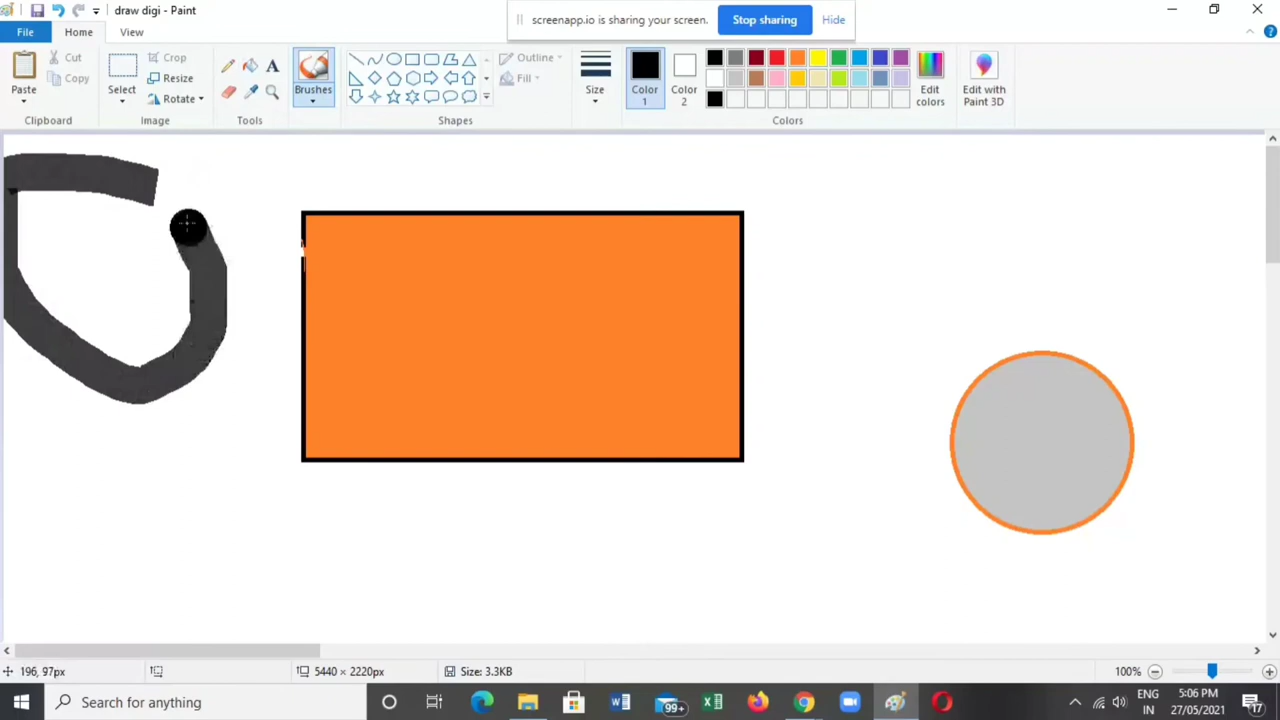 draw digi - Paint
screenapp.io is sharing your screen. Stop sharing Hide
File Home View
Paste Cut Copy Select Crop Resize Rotate A Brushes Outline Fill Size Color 1 Color 2 Edit colors Edit with Paint 3D
Clipboard Image Tools Shapes Colors
196, 97px 5440 × 2220px Size: 3.3KB 100%
Search for anything 99+ ENG IN 5:06 PM 27/05/2021 17